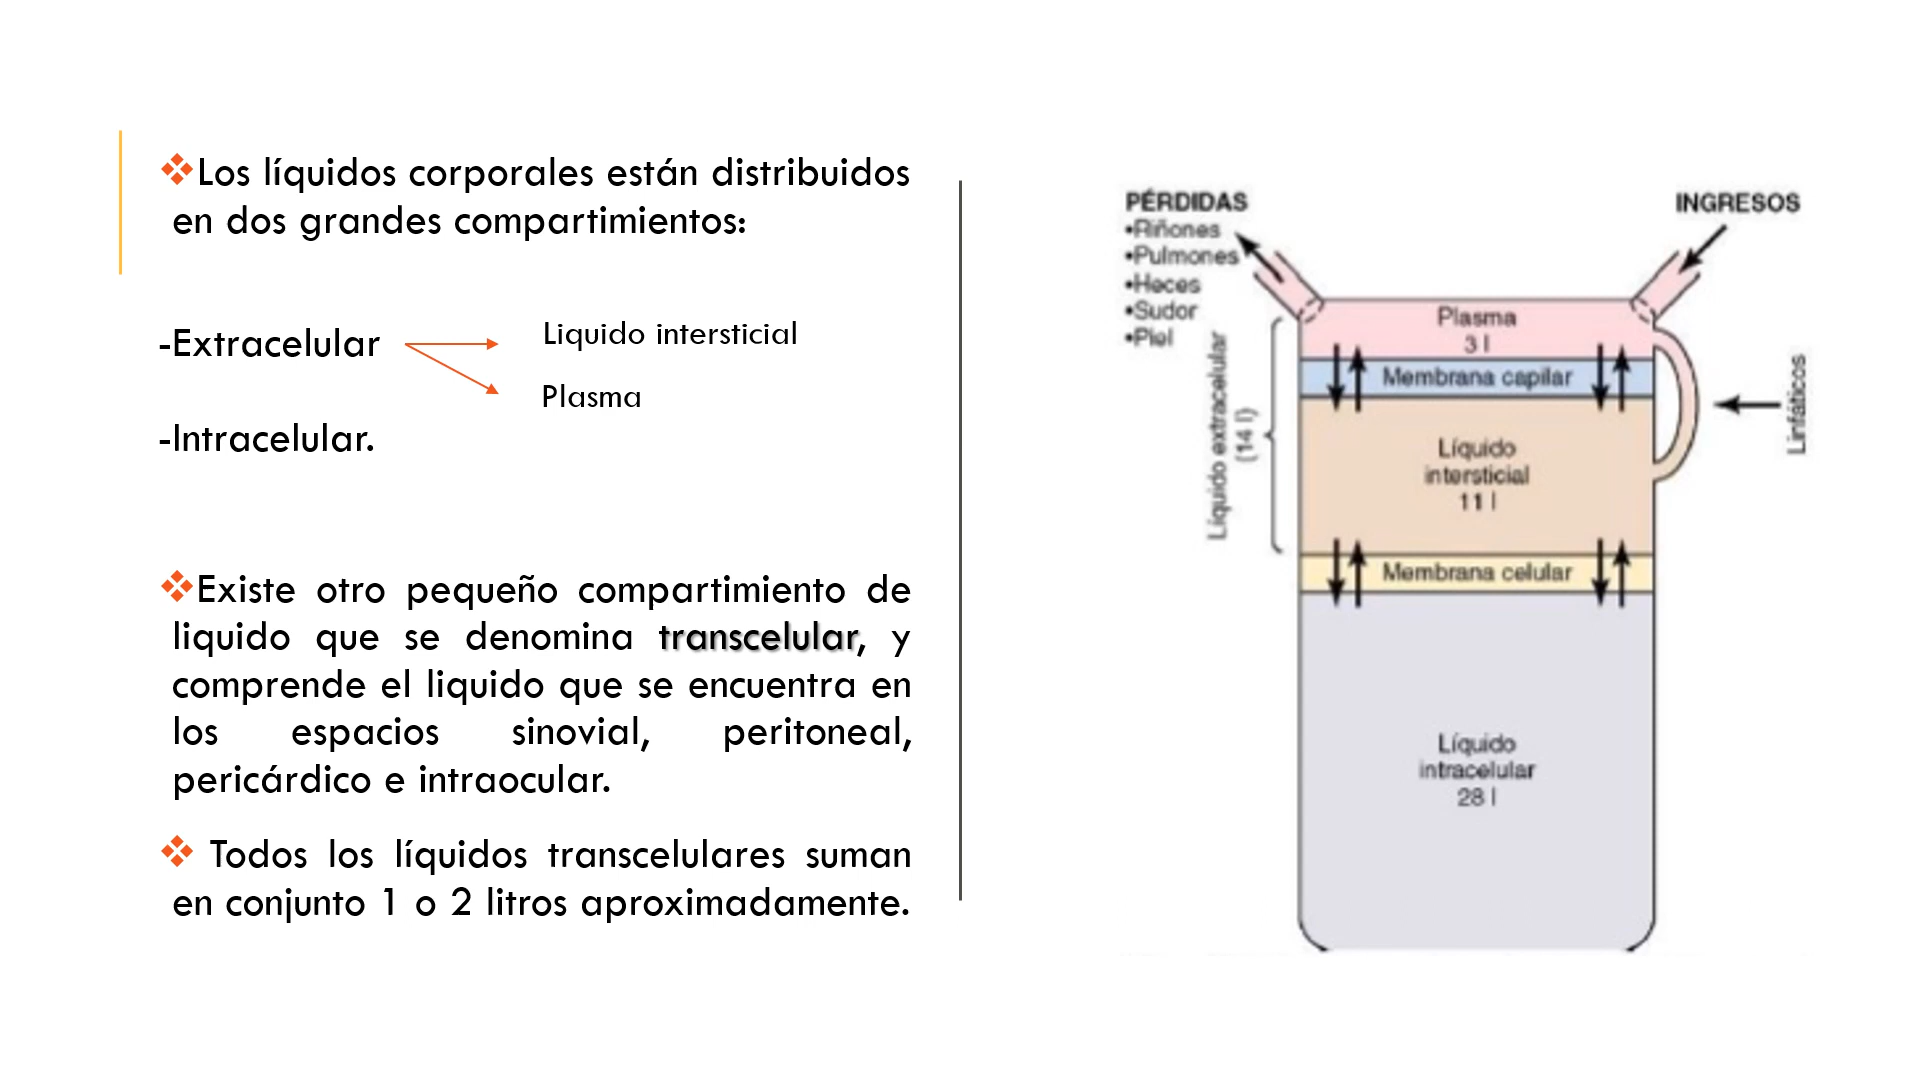 ❖Los líquidos corporales están distribuidos
en dos grandes compartimientos:
-Extracelular
Liquido intersticial
Plasma
-Intracelular.
❖Existe otro pequeño compartimiento de
liquido que se denomina transcelular, y
comprende el liquido que se encuentra en
los espacios sinovial, peritoneal,
pericárdico e intraocular.
❖ Todos los líquidos transcelulares suman
en conjunto 1 o 2 litros aproximadamente.
PÉRDIDAS
•Riñones
•Pulmones
•Heces
•Sudor
•Piel
INGRESOS
Plasma
3 l
Membrana capilar
Líquido extracelular
(14 l)
Linfáticos
Líquido
intersticial
11 l
Membrana celular
Líquido
intracelular
28 l